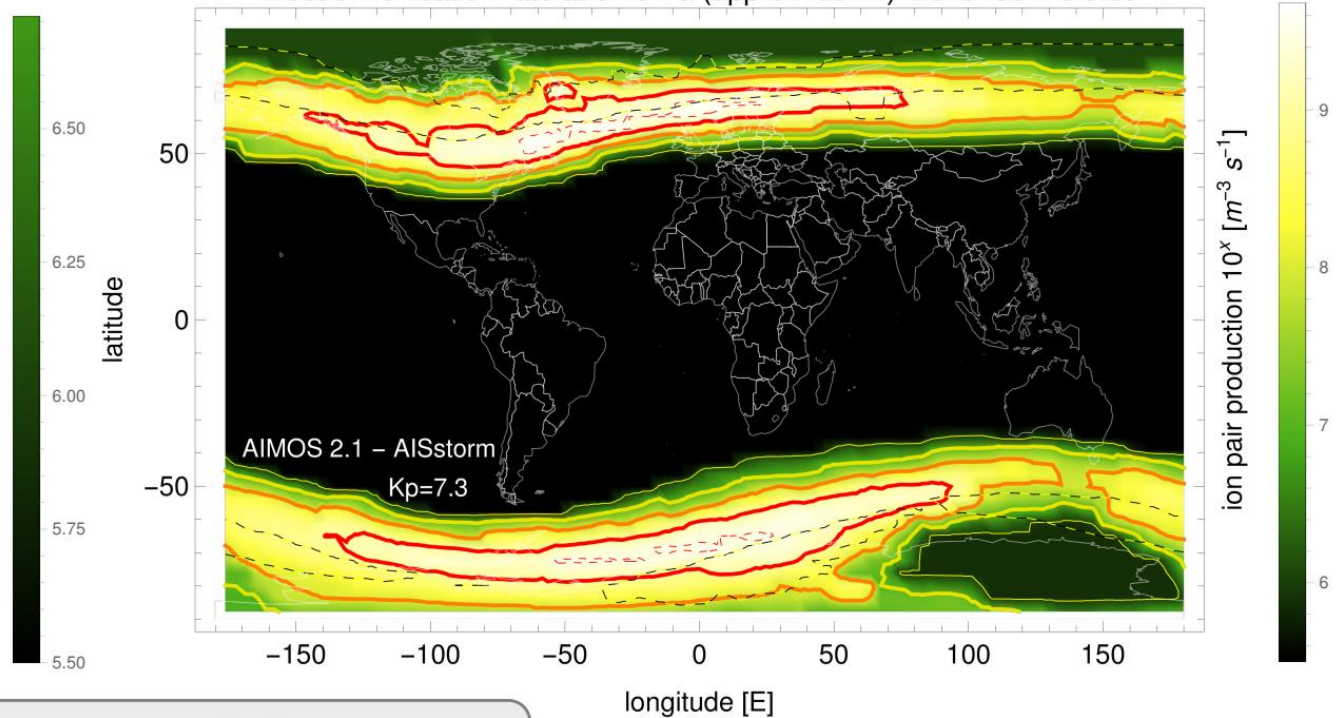 6.50
6.25
6.00
5.75
5.50
latitude
50
0
−50
AIMOS 2.1 − AISstorm
Kp=7.3
−150 −100 −50 0 50 100 150
longitude [E]
ion pair production 10^x [m^−3 s^−1]
9
8
7
6